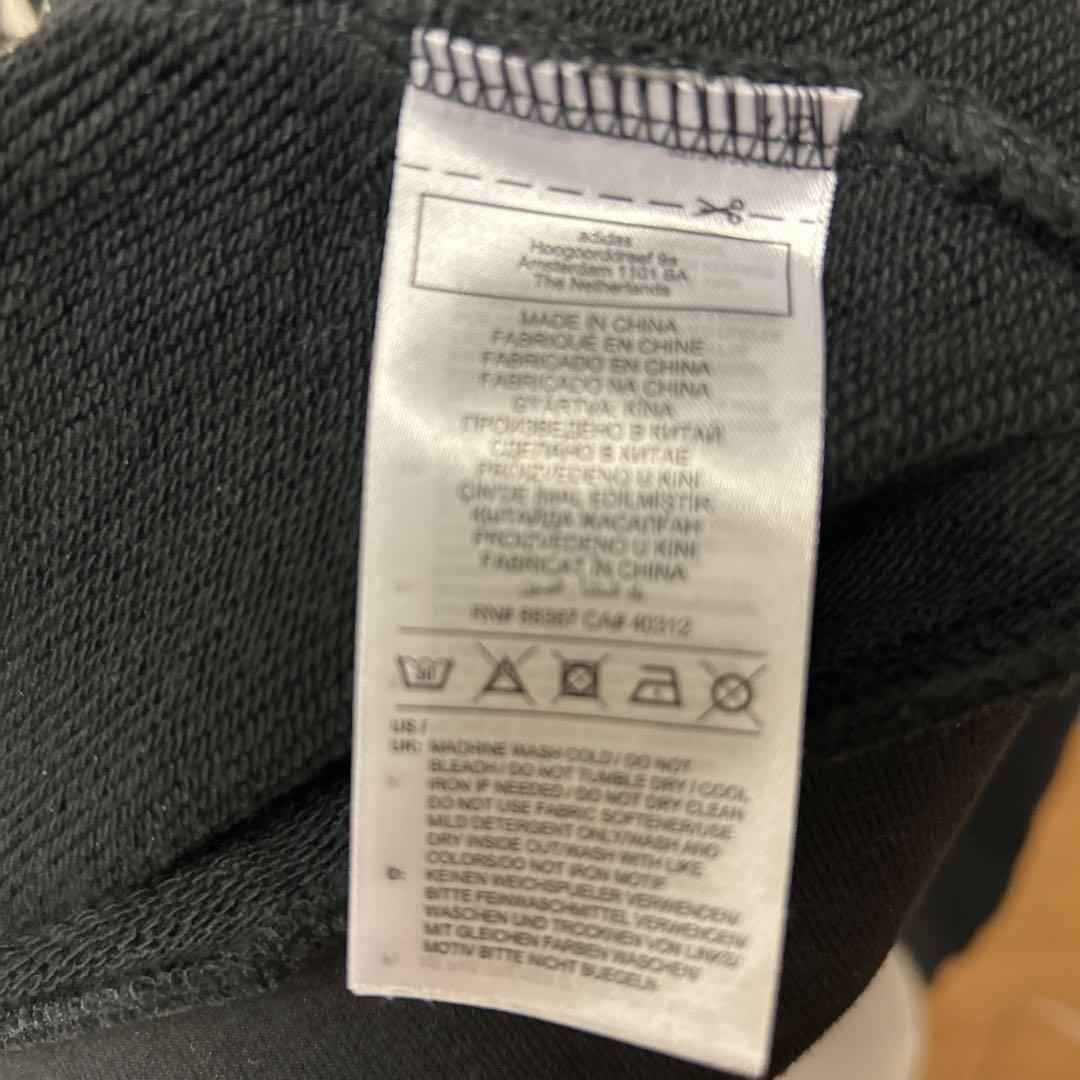 adidas
Hoogoorddreef 9a
Amsterdam 1101 BA
The Netherlands
MADE IN CHINA
FABRIQUÉ EN CHINE
FABRICADO EN CHINA
FABRICADO NA CHINA
GYÁRTVA: KÍNA
ПРОИЗВЕДЕНО В КИТАЙ
СДЕЛАНО В КИТАЕ
PROIZVEDENO U KINI
ÇİN'DE İMAL EDİLMİŞTİR
ҚЫТАЙДА ЖАСАЛҒАН
PROIZVEDENO U KINI
FABRICAT ÎN CHINA
RN# 88387 CA# 40312
30
US /
UK: MACHINE WASH COLD / DO NOT
BLEACH / DO NOT TUMBLE DRY / COOL
IRON IF NEEDED / DO NOT DRY CLEAN
DO NOT USE FABRIC SOFTENER/USE
MILD DETERGENT ONLY/WASH AND
DRY INSIDE OUT/WASH WITH LIKE
COLORS/DO NOT IRON MOTIF
D: KEINEN WEICHSPUELER VERWENDEN/
BITTE FEINWASCHMITTEL VERWENDEN/
WASCHEN UND TROCKNEN VON LINKS/
MIT GLEICHEN FARBEN WASCHEN/
MOTIV BITTE NICHT BUEGELN